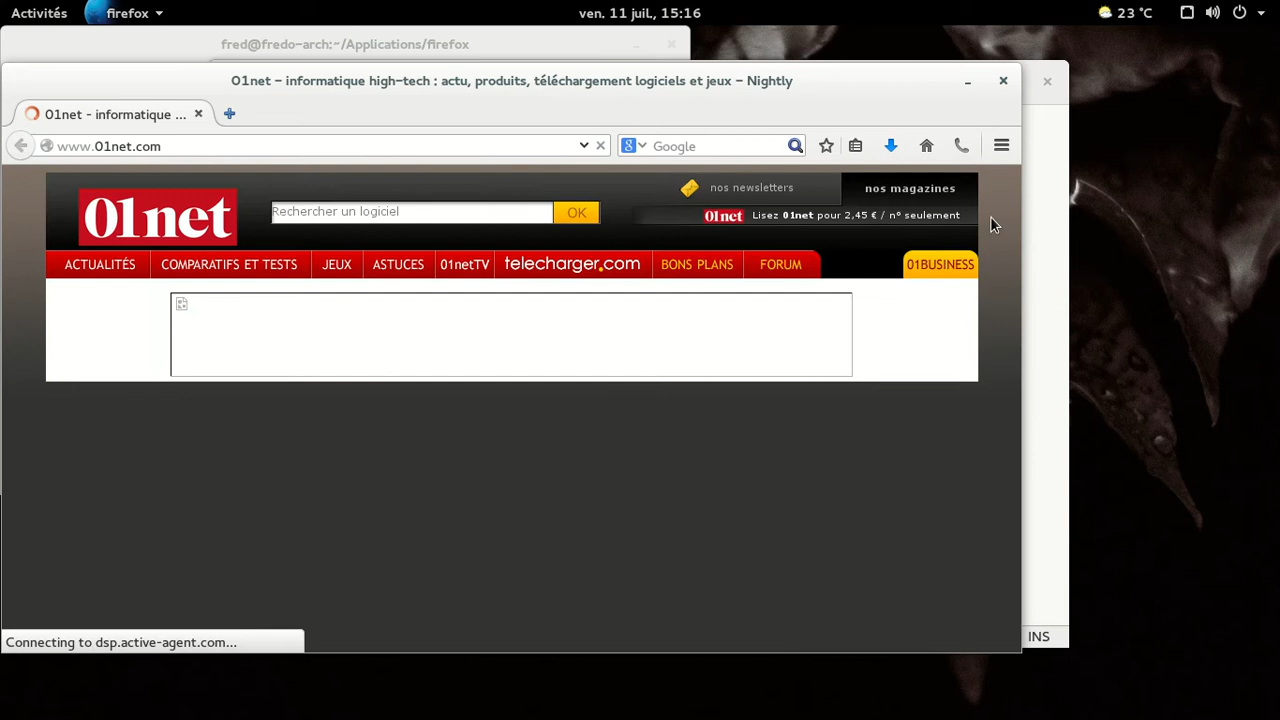 Activités firefox ven. 11 juil., 15:16 23 °C
fred@fredo-arch:~/Applications/firefox
01net – informatique high-tech : actu, produits, téléchargement logiciels et jeux – Nightly
01net - informatique ...
www.01net.com Google
nos newsletters nos magazines
01net Rechercher un logiciel OK 01net Lisez 01net pour 2,45 € / n° seulement
ACTUALITÉS COMPARATIFS ET TESTS JEUX ASTUCES 01netTV telecharger.com BONS PLANS FORUM 01BUSINESS
Connecting to dsp.active-agent.com... INS